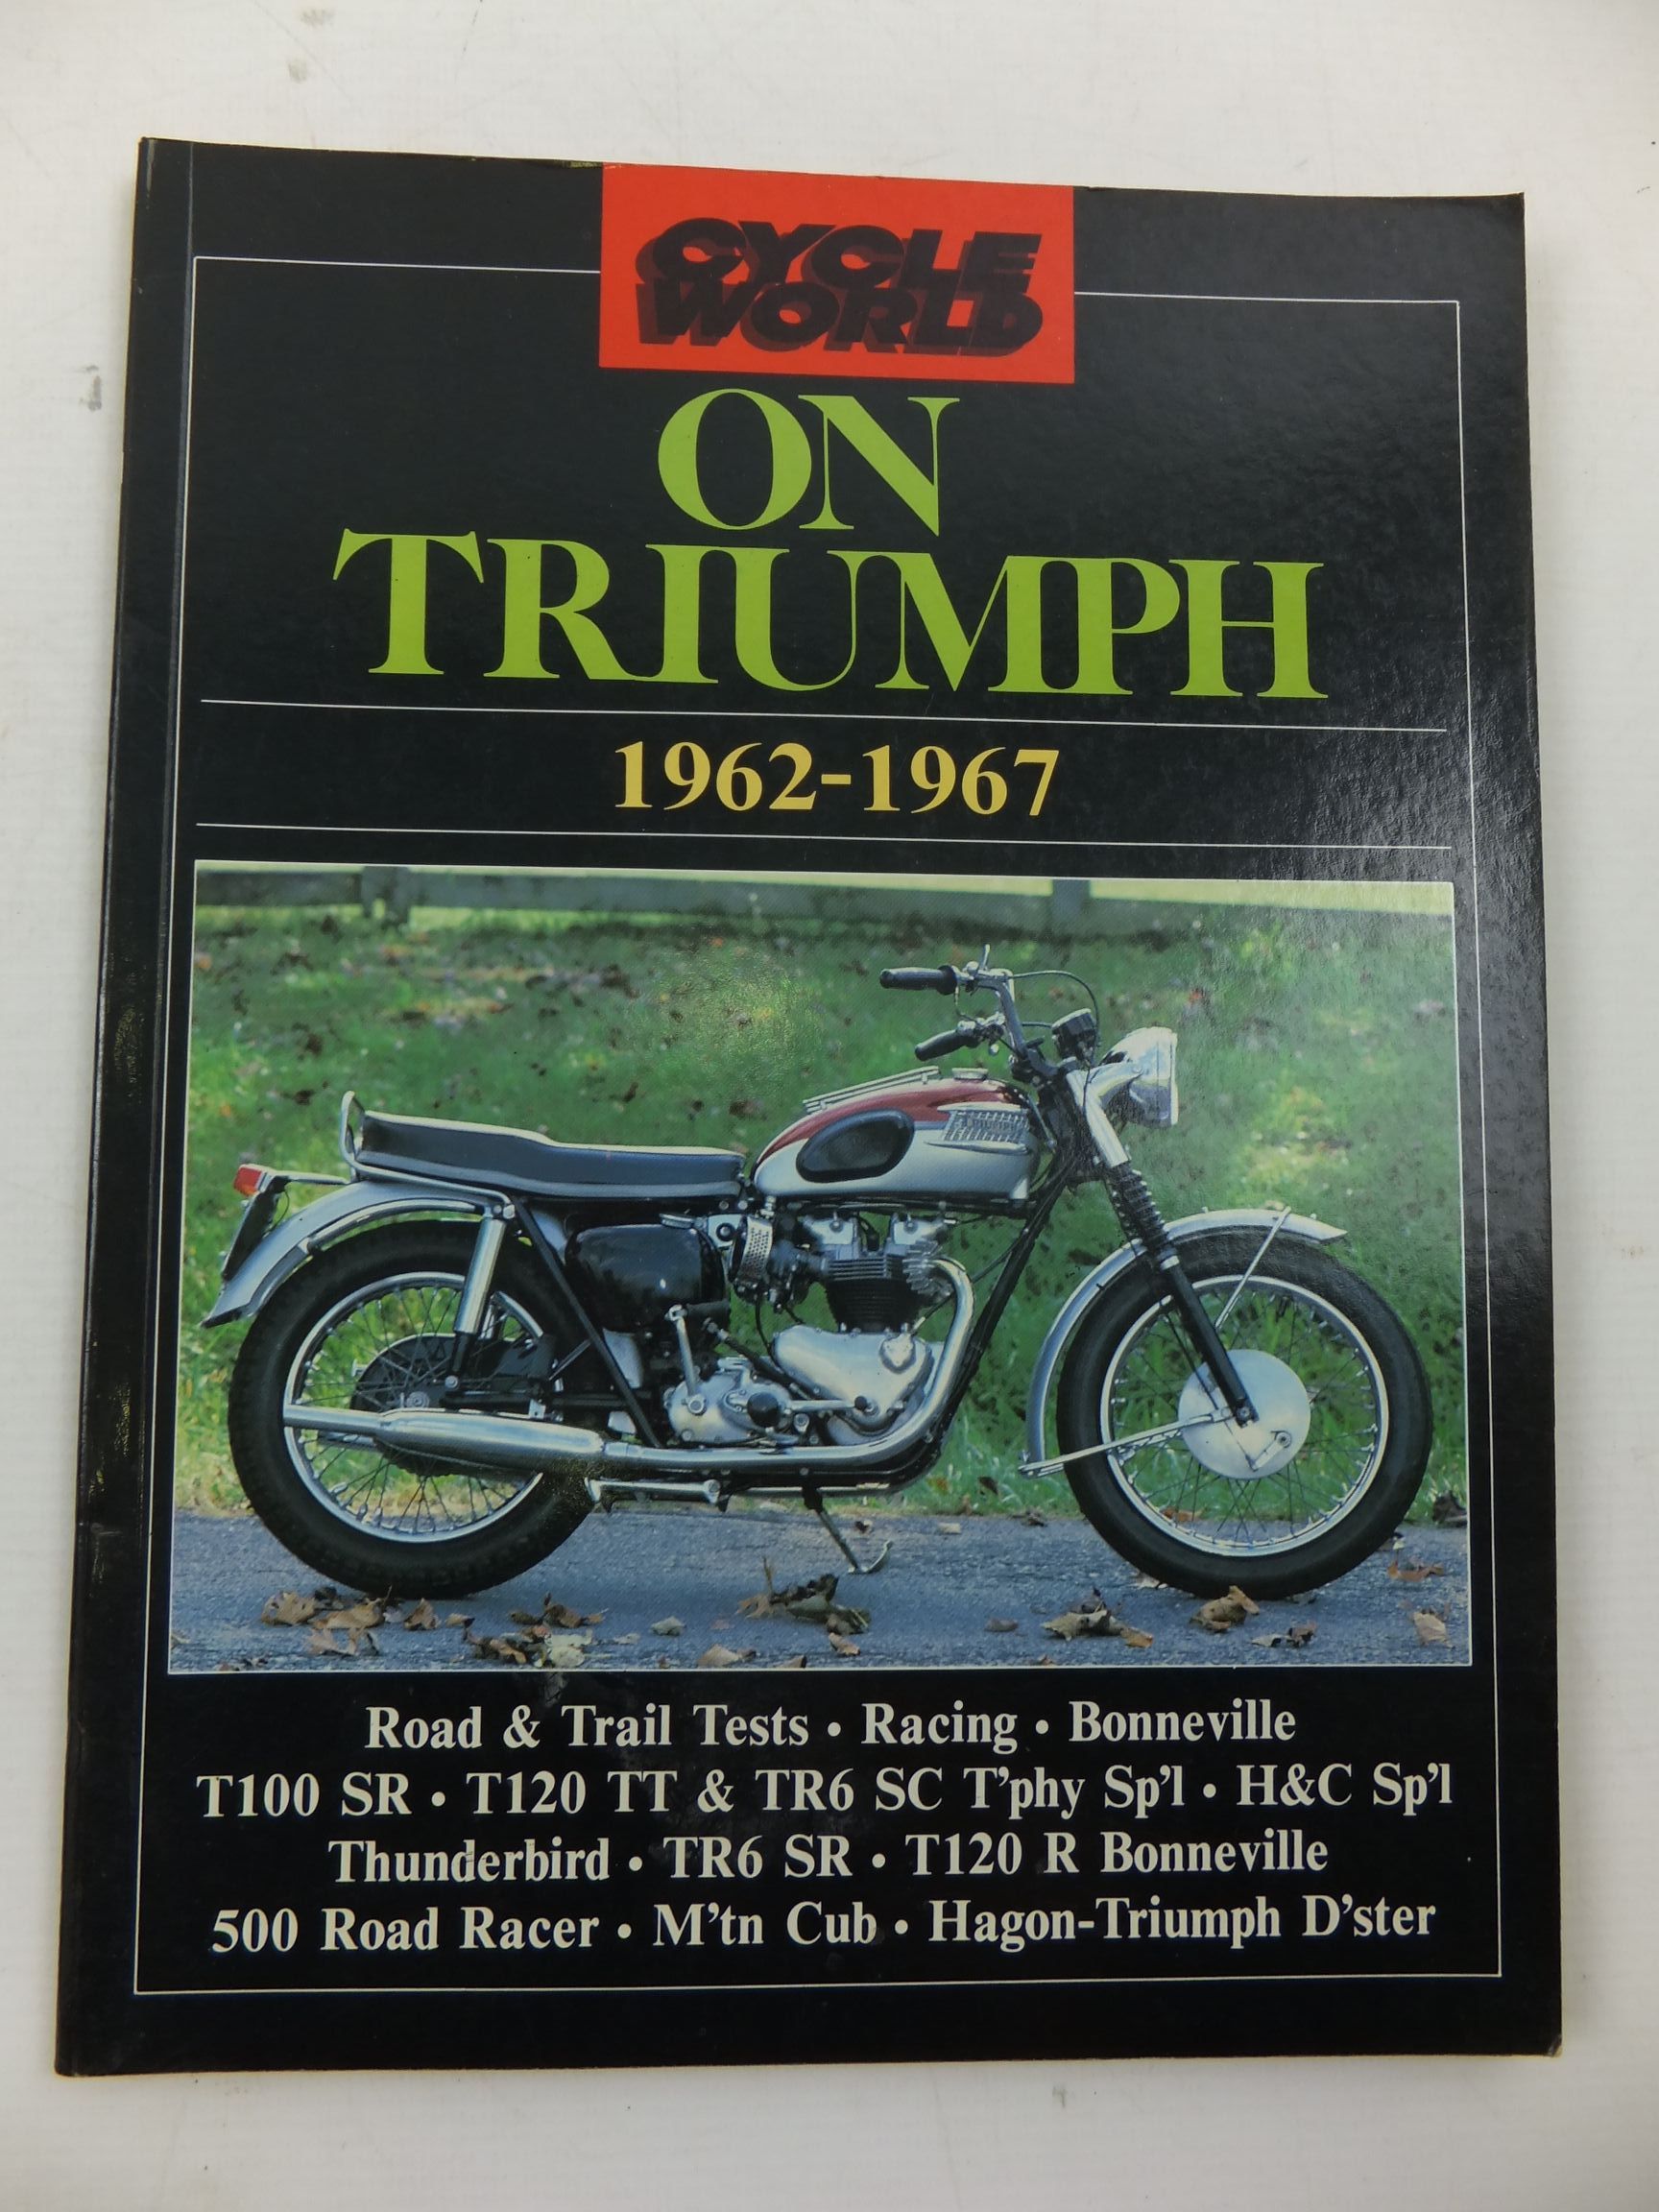 CYCLE
WORLD
ON
TRIUMPH
1962-1967
TRIUMPH
Road & Trail Tests • Racing • Bonneville
T100 SR • T120 TT & TR6 SC T'phy Sp'l • H&C Sp'l
Thunderbird • TR6 SR • T120 R Bonneville
500 Road Racer • M'tn Cub • Hagon-Triumph D'ster